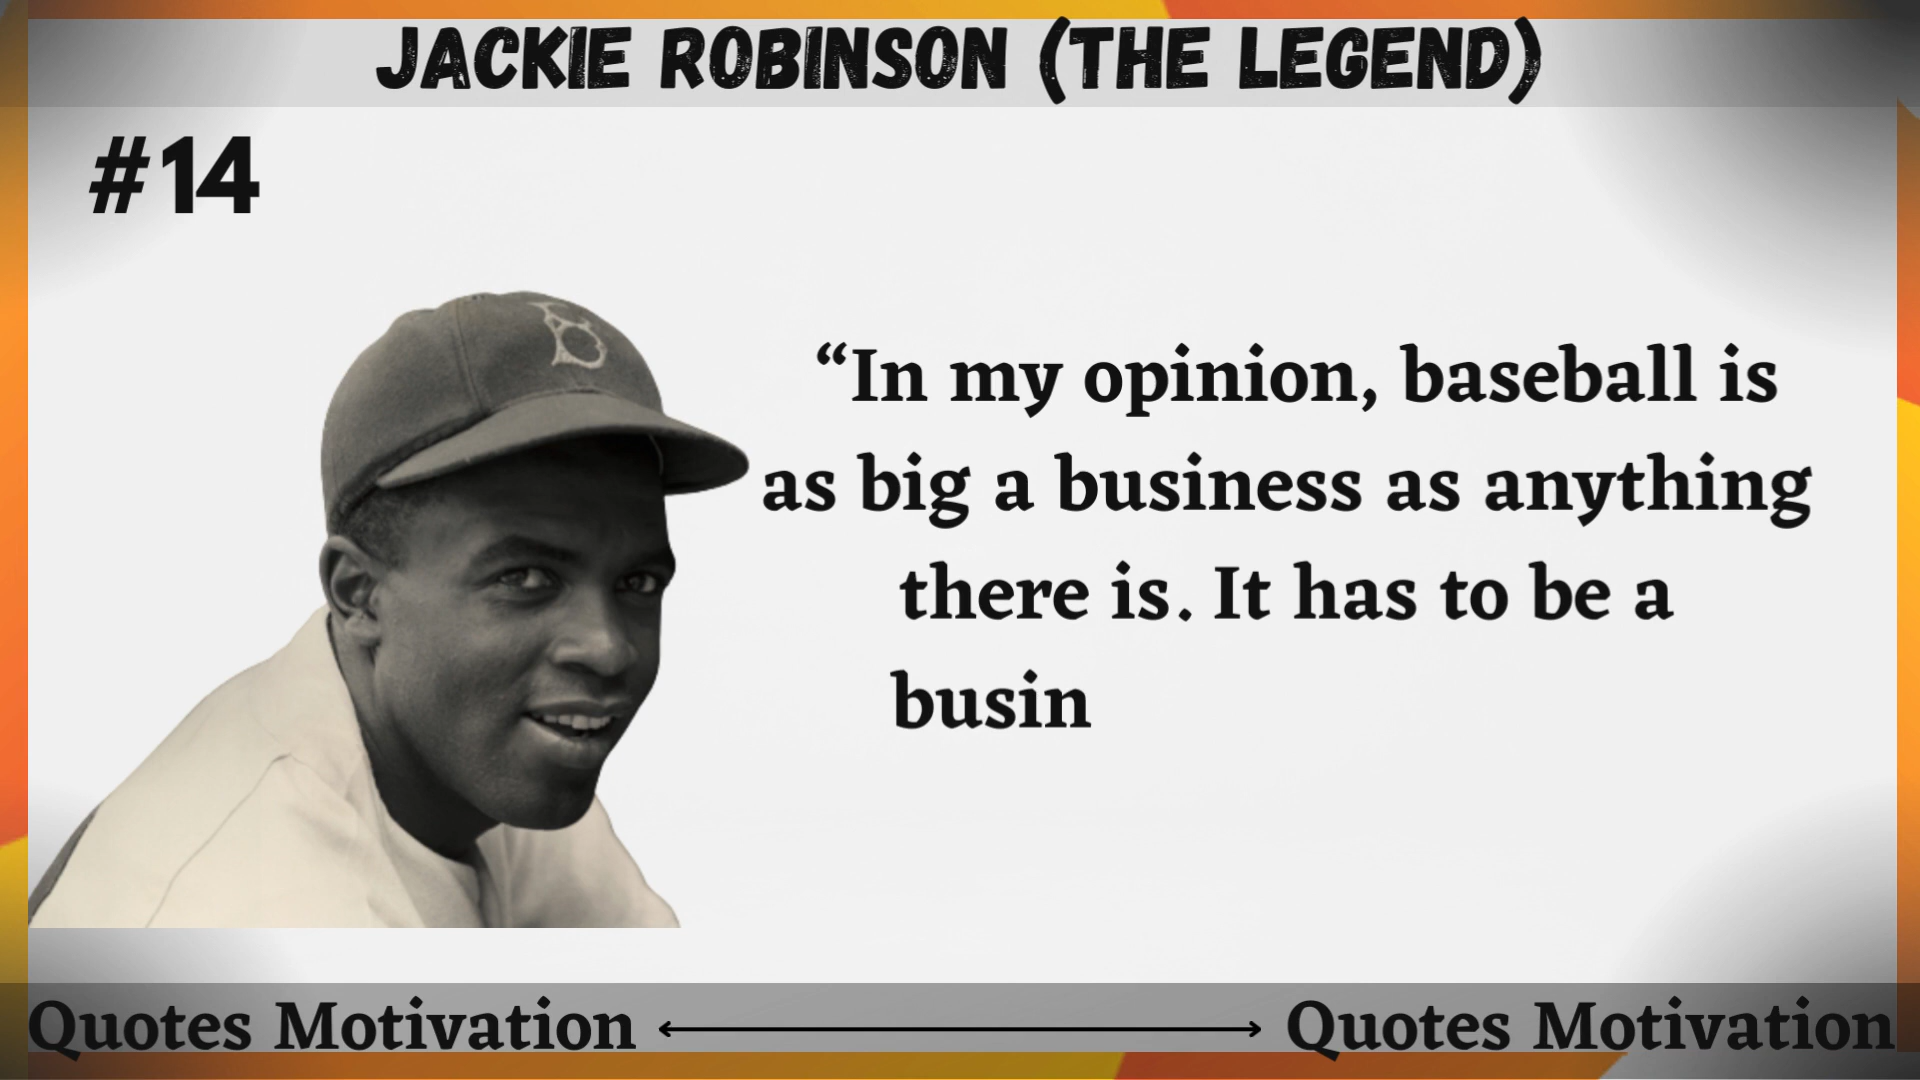 JACKIE ROBINSON (THE LEGEND)
#14
B
“In my opinion, baseball is
as big a business as anything
there is. It has to be a
busin
Quotes Motivation Quotes Motivation